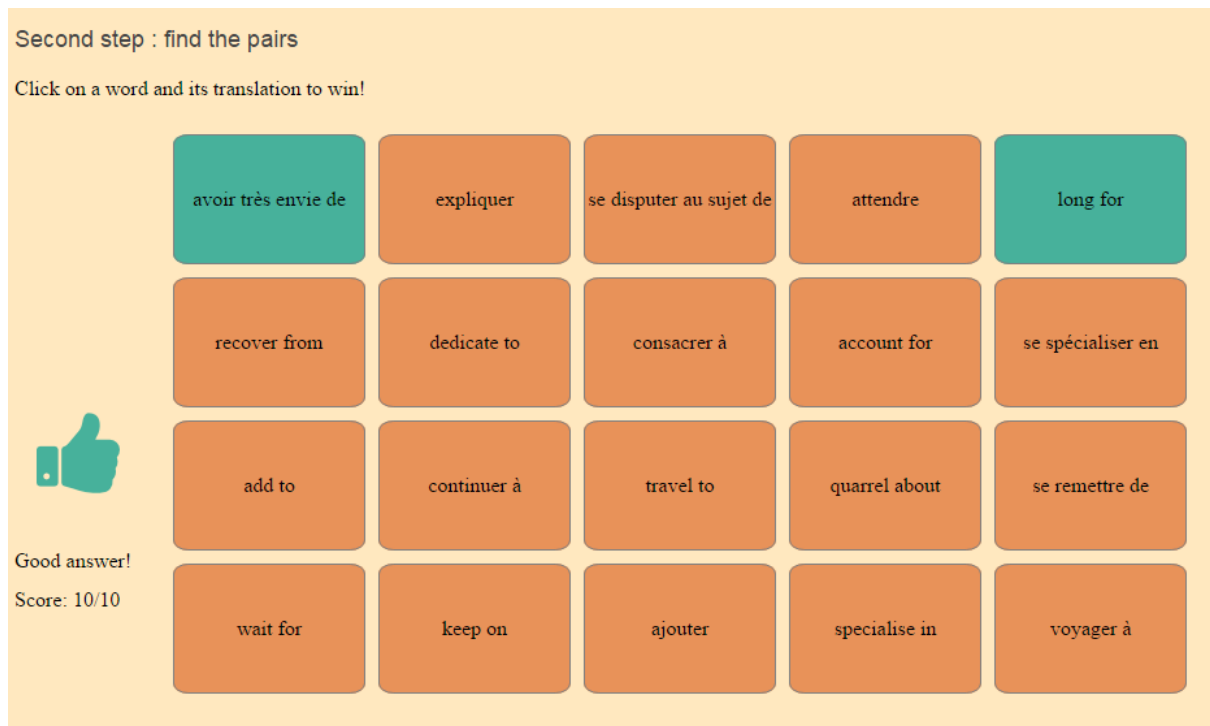 Second step : find the pairs
Click on a word and its translation to win!
avoir très envie de
expliquer
se disputer au sujet de
attendre
long for
recover from
dedicate to
consacrer à
account for
se spécialiser en
add to
continuer à
travel to
quarrel about
se remettre de
Good answer!
Score: 10/10
wait for
keep on
ajouter
specialise in
voyager à